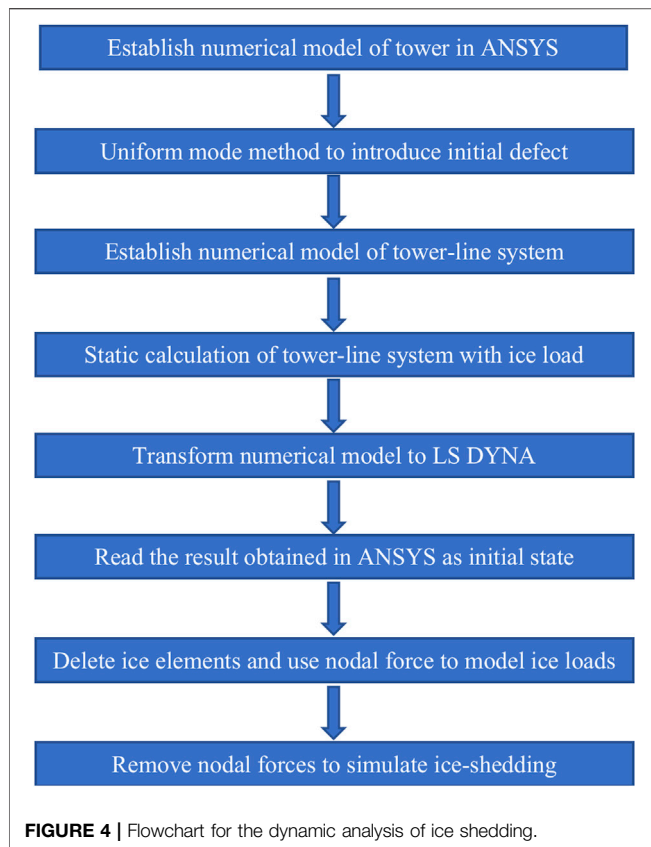 Establish numerical model of tower in ANSYS
Uniform mode method to introduce initial defect
Establish numerical model of tower-line system
Static calculation of tower-line system with ice load
Transform numerical model to LS DYNA
Read the result obtained in ANSYS as initial state
Delete ice elements and use nodal force to model ice loads
Remove nodal forces to simulate ice-shedding
FIGURE 4 | Flowchart for the dynamic analysis of ice shedding.